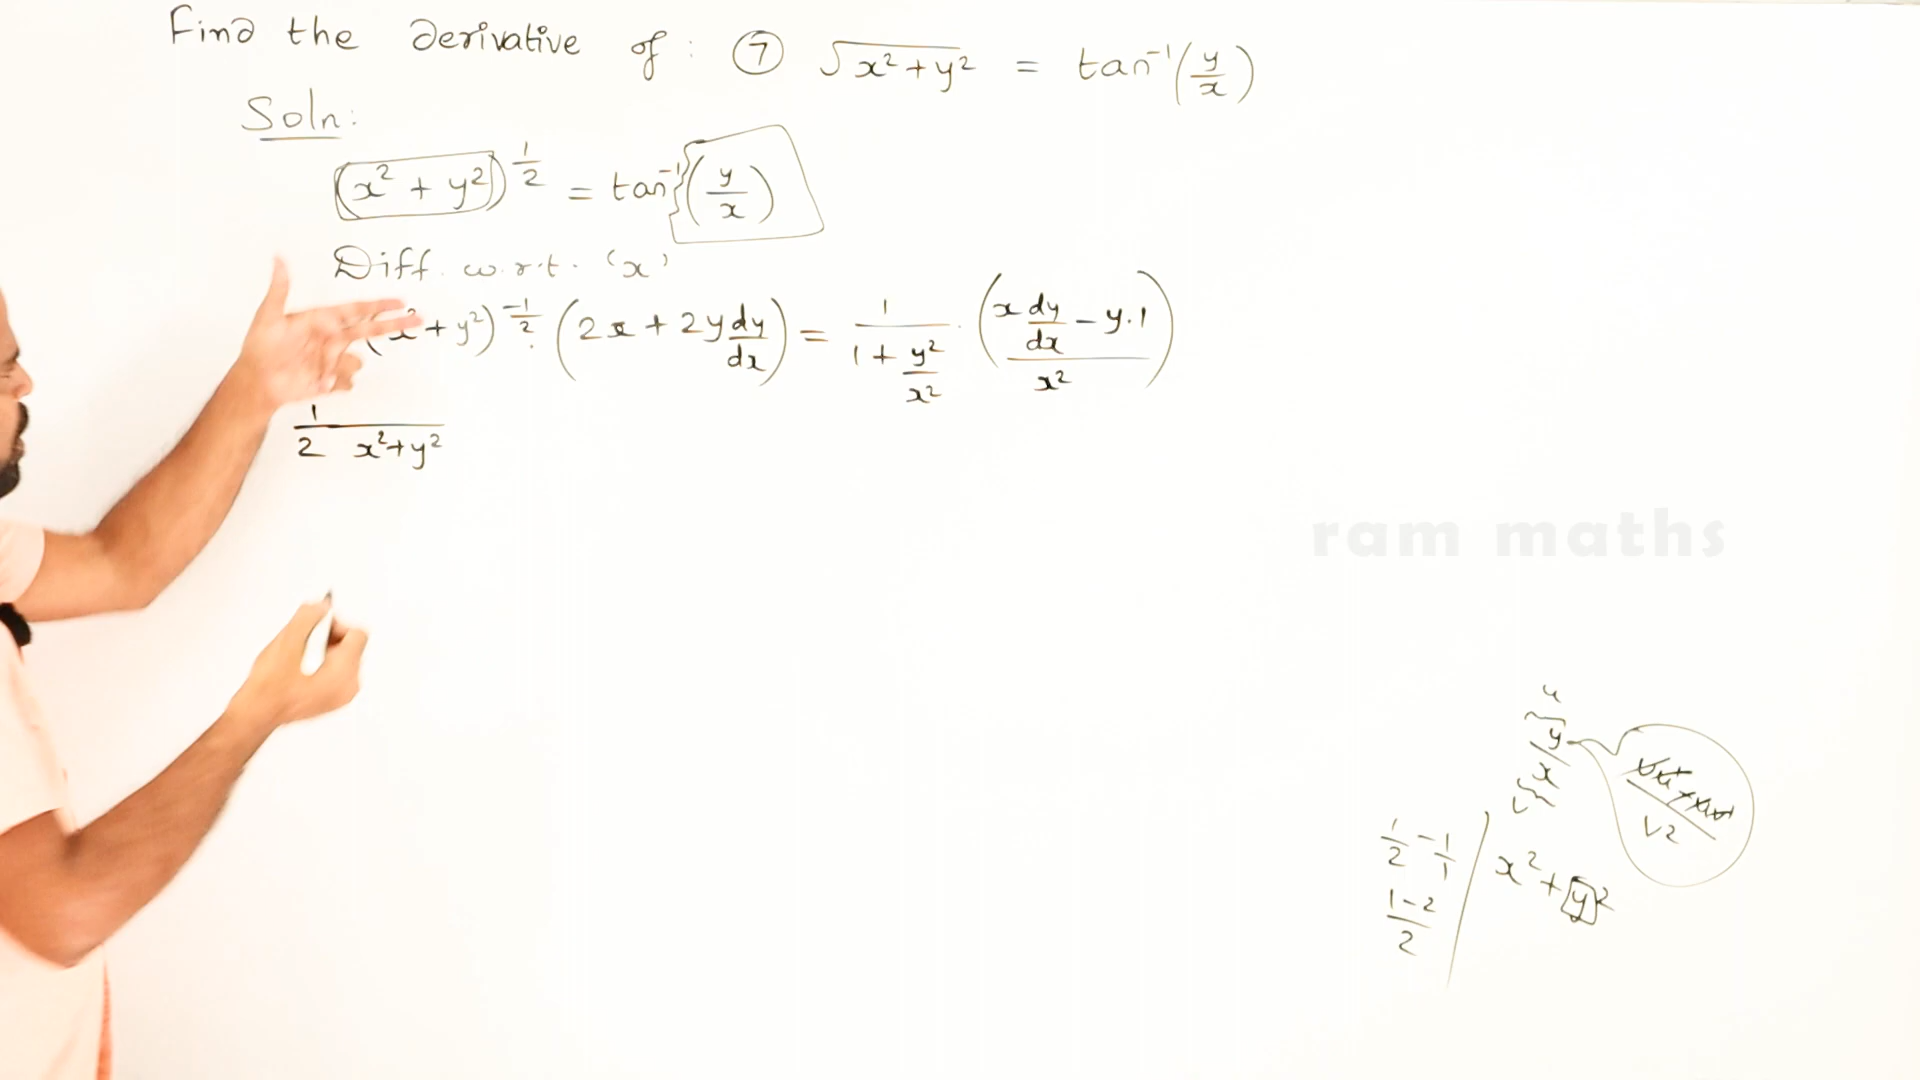 Find the derivative of: ⑦ √x²+y² = tan⁻¹(y/x)
Soln:
(x² + y²)^1/2 = tan⁻¹{(y/x)
Diff. w.r.t. 'x'
(x²+y²)^-1/2 (2x + 2y dy/dx) = 1/(1 + y²/x²) · ((x dy/dx - y.1)/x²)
1/(2 x²+y²)
ram maths
u
y/x
v
v²
1/2 - 1/1
x² + y²
1-2/2